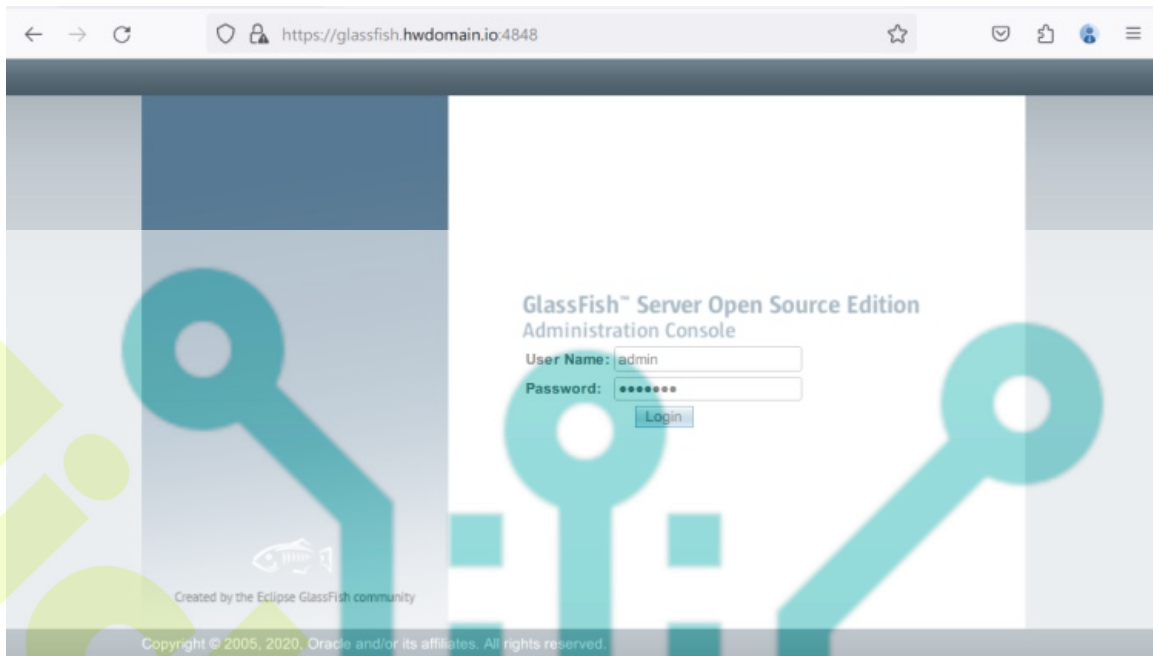 https://glassfish.hwdomain.io:4848
GlassFish™ Server Open Source Edition
Administration Console
User Name: admin
Password: •••••••
Login
Created by the Eclipse GlassFish community
Copyright © 2005, 2020, Oracle and/or its affiliates. All rights reserved.